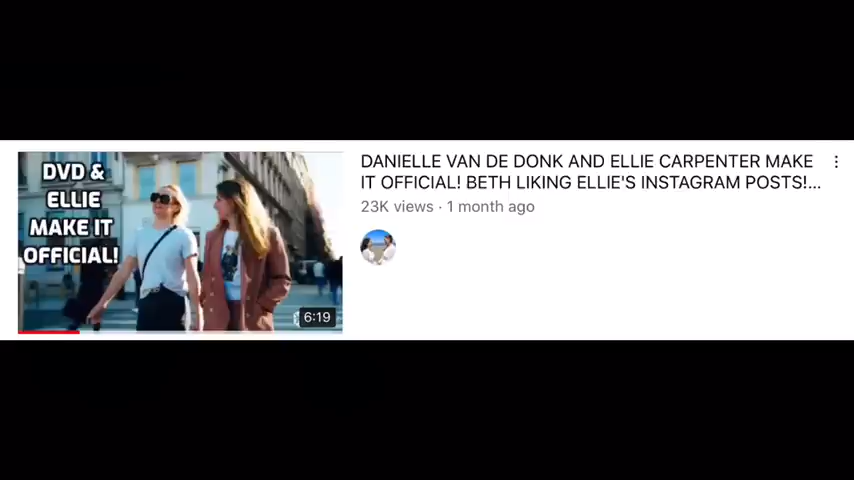 DVD &
ELLIE
MAKE IT
OFFICIAL!
6:19
DANIELLE VAN DE DONK AND ELLIE CARPENTER MAKE
IT OFFICIAL! BETH LIKING ELLIE'S INSTAGRAM POSTS!...
23K views · 1 month ago